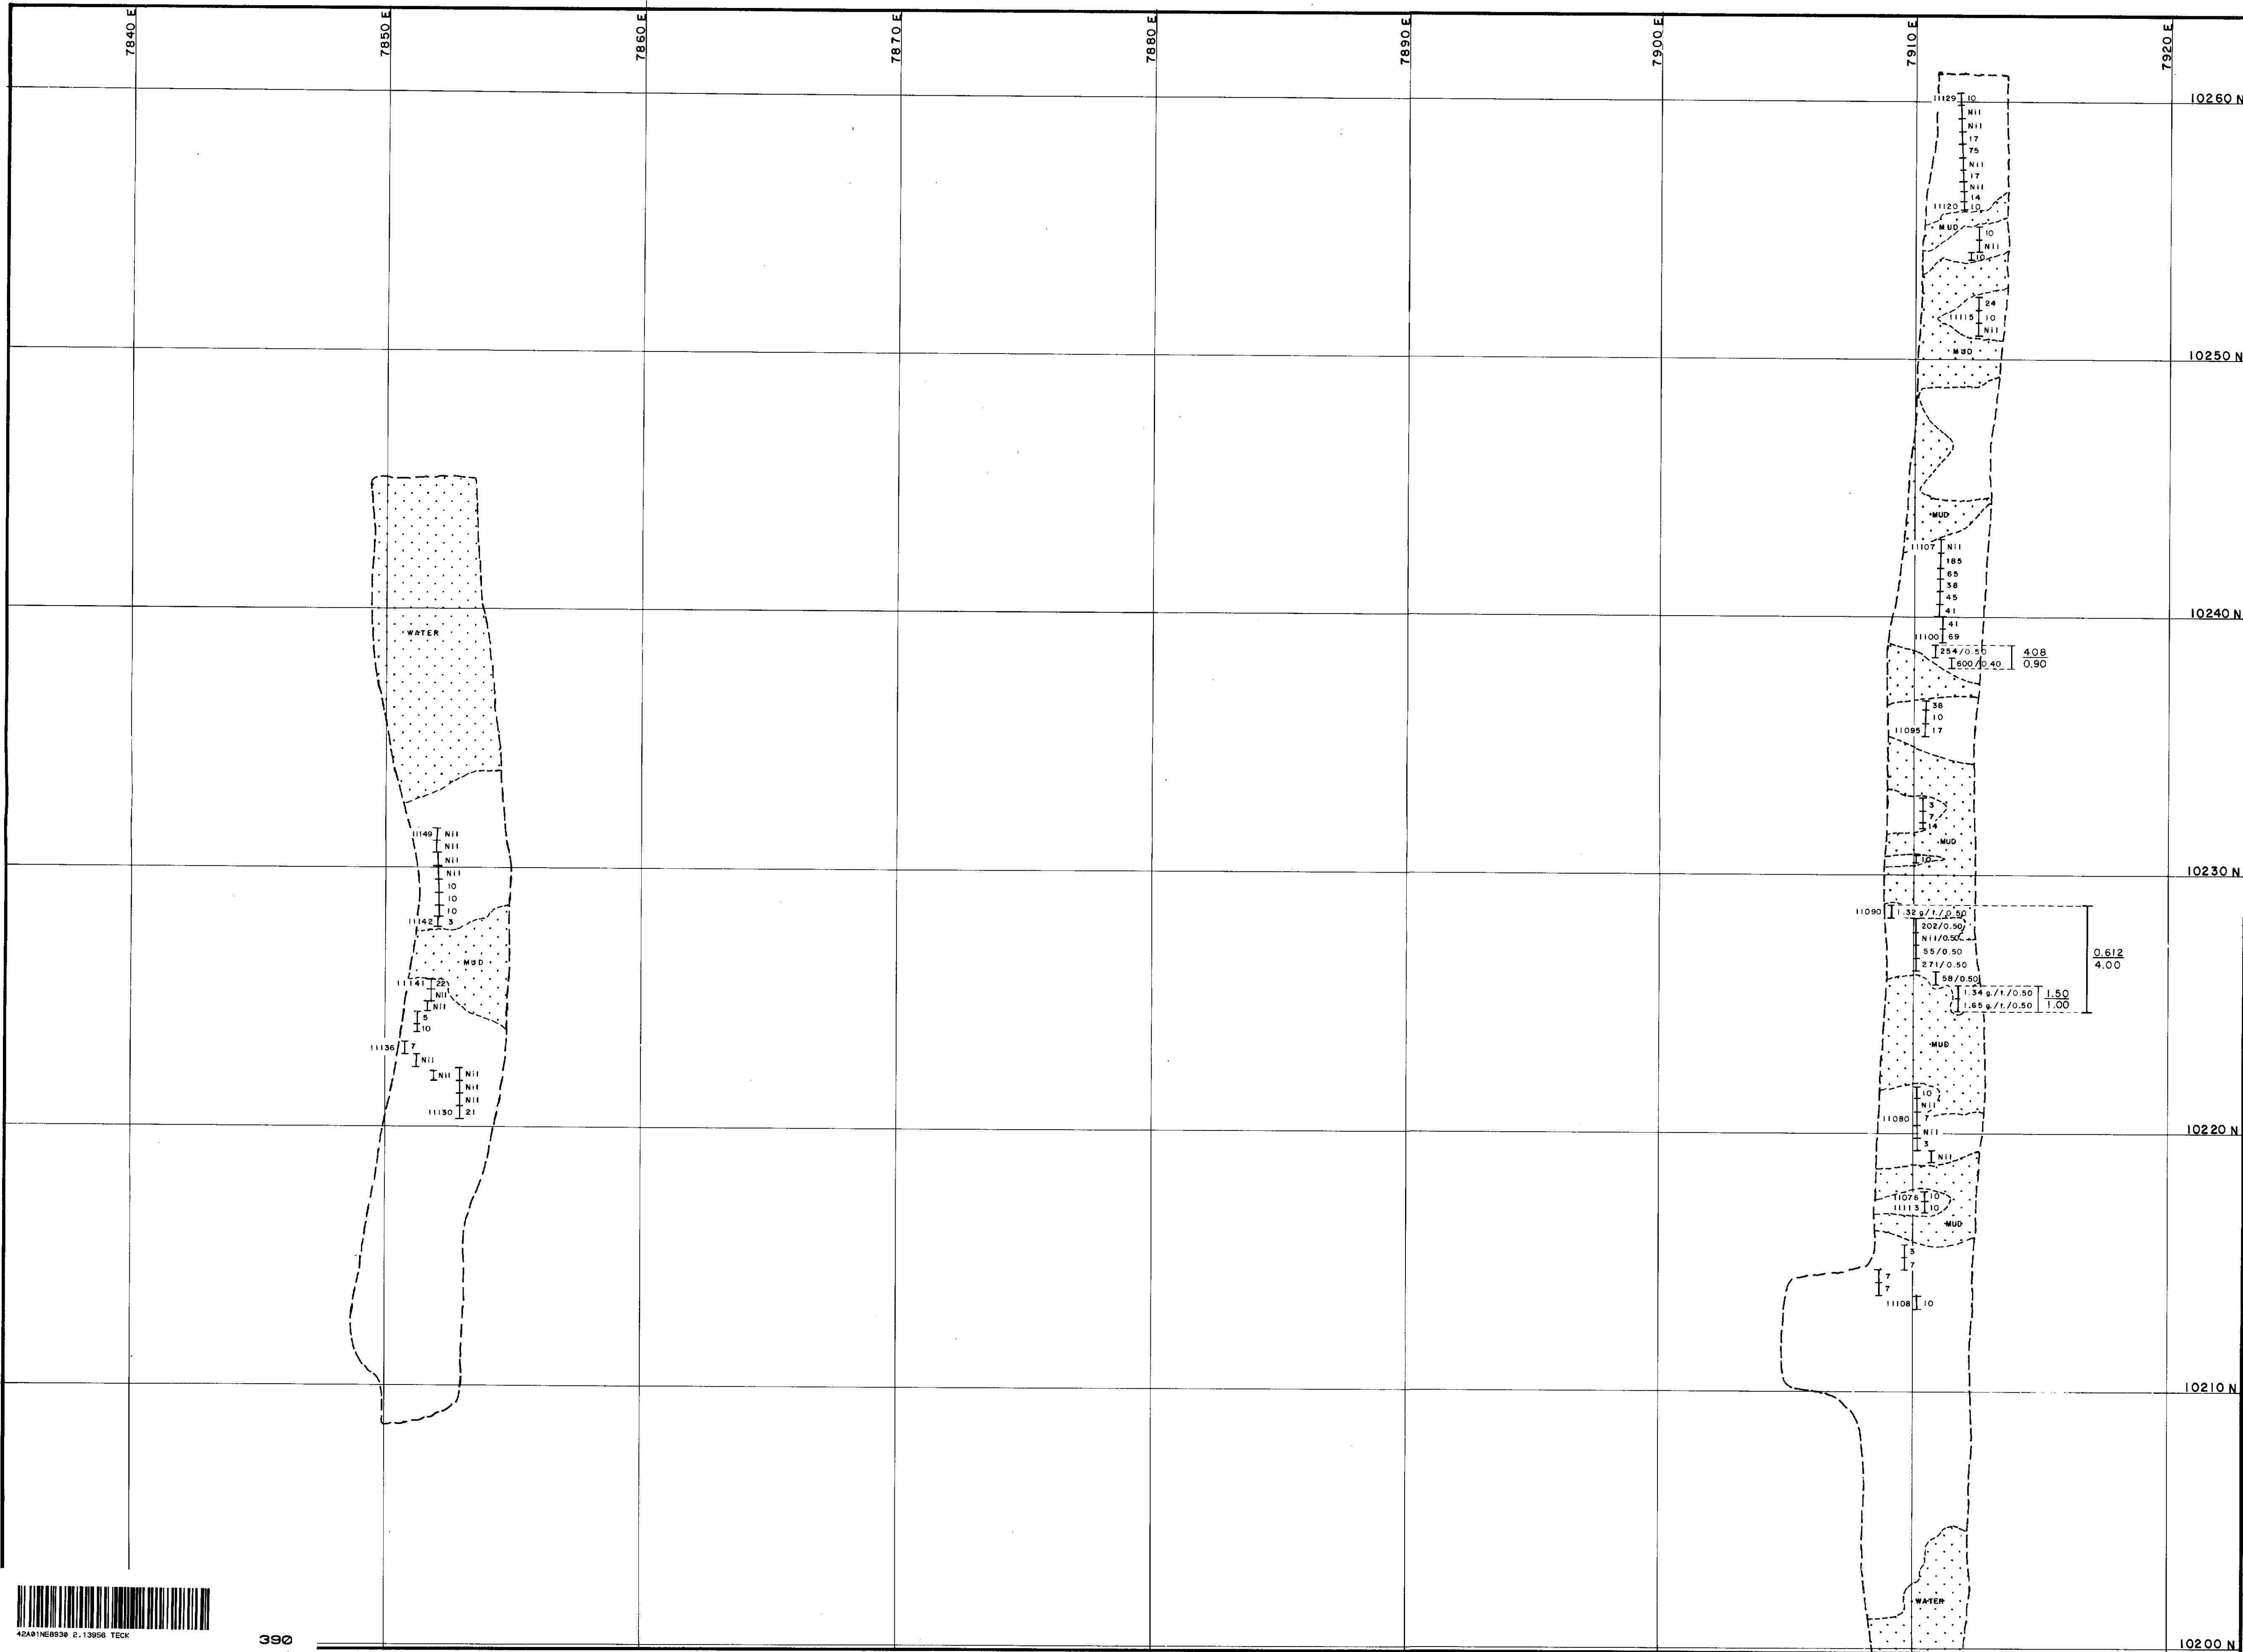 7840 E
7850 E
7860 E
7870 E
7880 E
7890 E
7900 E
7910 E
7920 E
10260 N
11129 10
Nil
Nil
17
75
Nil
17
Nil
14
11120 10
MUD
10
Nil
10
24
11115 10
Nil
MUD
10250 N
MUD
11107 Nil
185
65
38
45
41
10240 N
41
11100 69
254/0.50
600/0.40
408
0.90
38
10
11095 17
3
7
14
MUD
10
10230 N
11090 1.32 g/t./0.50
202/0.50
Nil/0.50
55/0.50
271/0.50
58/0.50
1.34 g./t./0.50
1.65 g./t./0.50
1.50
1.00
0.612
4.00
MUD
10
Nil
11080 7
Nil
3
Nil
10220 N
11076 10
11113 10
MUD
3
7
7
7
11108 10
10210 N
WATER
10200 N
WATER
11149 Nil
Nil
Nil
Nil
10
10
10
11142 3
MUD
11141 22
Nil
Nil
5
10
11136 7
Nil
Nil
Nil
Nil
Nil
11130 21
42A01NE8930 2.13956 TECK
390